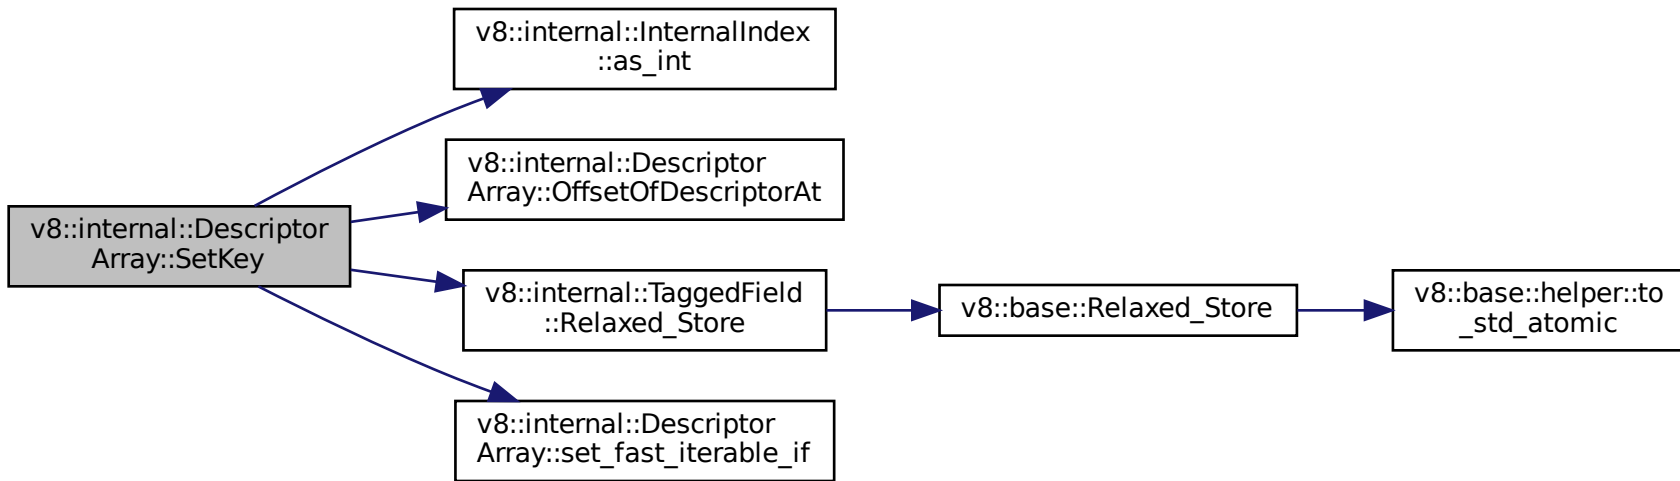 v8::internal::InternalIndex
::as_int
v8::internal::Descriptor
Array::OffsetOfDescriptorAt
v8::internal::Descriptor
Array::SetKey
v8::internal::TaggedField
::Relaxed_Store
v8::base::Relaxed_Store
v8::base::helper::to
_std_atomic
v8::internal::Descriptor
Array::set_fast_iterable_if